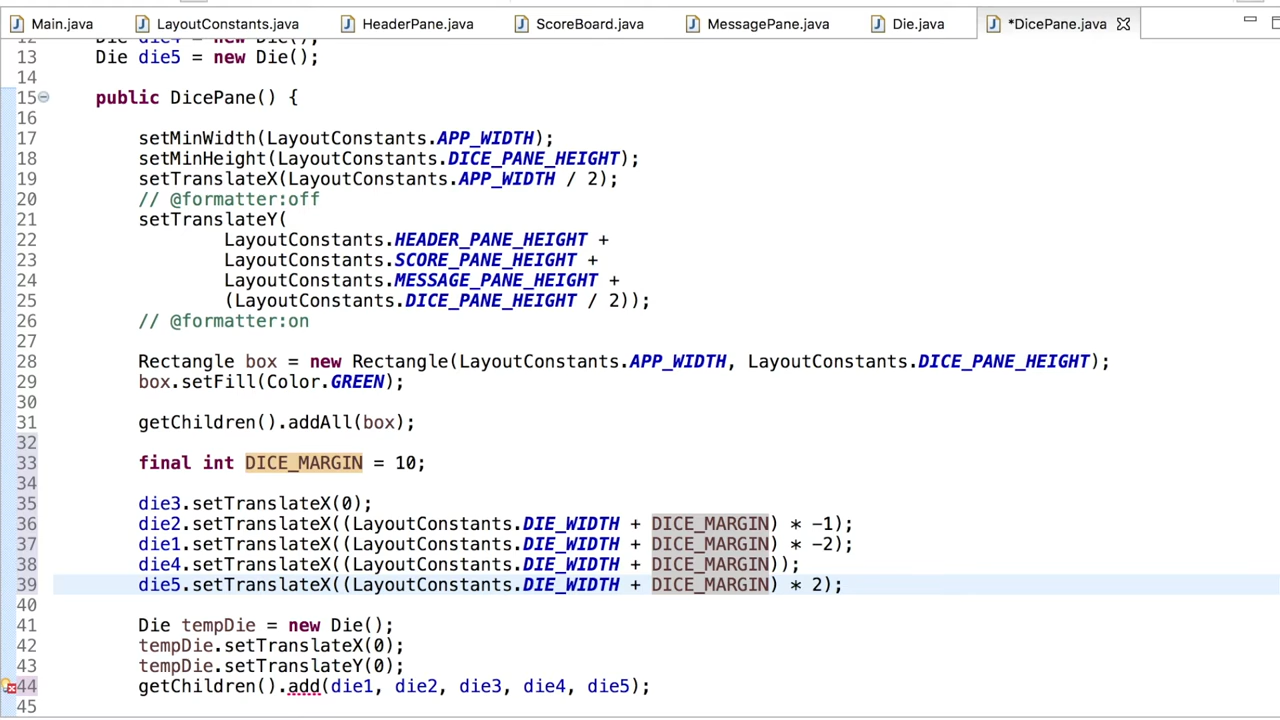 Main.java LayoutConstants.java HeaderPane.java ScoreBoard.java MessagePane.java Die.java *DicePane.java
12 Die die4 = new Die();
13 Die die5 = new Die();
14
15 public DicePane() {
16
17 setMinWidth(LayoutConstants.APP_WIDTH);
18 setMinHeight(LayoutConstants.DICE_PANE_HEIGHT);
19 setTranslateX(LayoutConstants.APP_WIDTH / 2);
20 // @formatter:off
21 setTranslateY(
22 LayoutConstants.HEADER_PANE_HEIGHT +
23 LayoutConstants.SCORE_PANE_HEIGHT +
24 LayoutConstants.MESSAGE_PANE_HEIGHT +
25 (LayoutConstants.DICE_PANE_HEIGHT / 2));
26 // @formatter:on
27
28 Rectangle box = new Rectangle(LayoutConstants.APP_WIDTH, LayoutConstants.DICE_PANE_HEIGHT);
29 box.setFill(Color.GREEN);
30
31 getChildren().addAll(box);
32
33 final int DICE_MARGIN = 10;
34
35 die3.setTranslateX(0);
36 die2.setTranslateX((LayoutConstants.DIE_WIDTH + DICE_MARGIN) * -1);
37 die1.setTranslateX((LayoutConstants.DIE_WIDTH + DICE_MARGIN) * -2);
38 die4.setTranslateX((LayoutConstants.DIE_WIDTH + DICE_MARGIN));
39 die5.setTranslateX((LayoutConstants.DIE_WIDTH + DICE_MARGIN) * 2);
40
41 Die tempDie = new Die();
42 tempDie.setTranslateX(0);
43 tempDie.setTranslateY(0);
44 getChildren().add(die1, die2, die3, die4, die5);
45